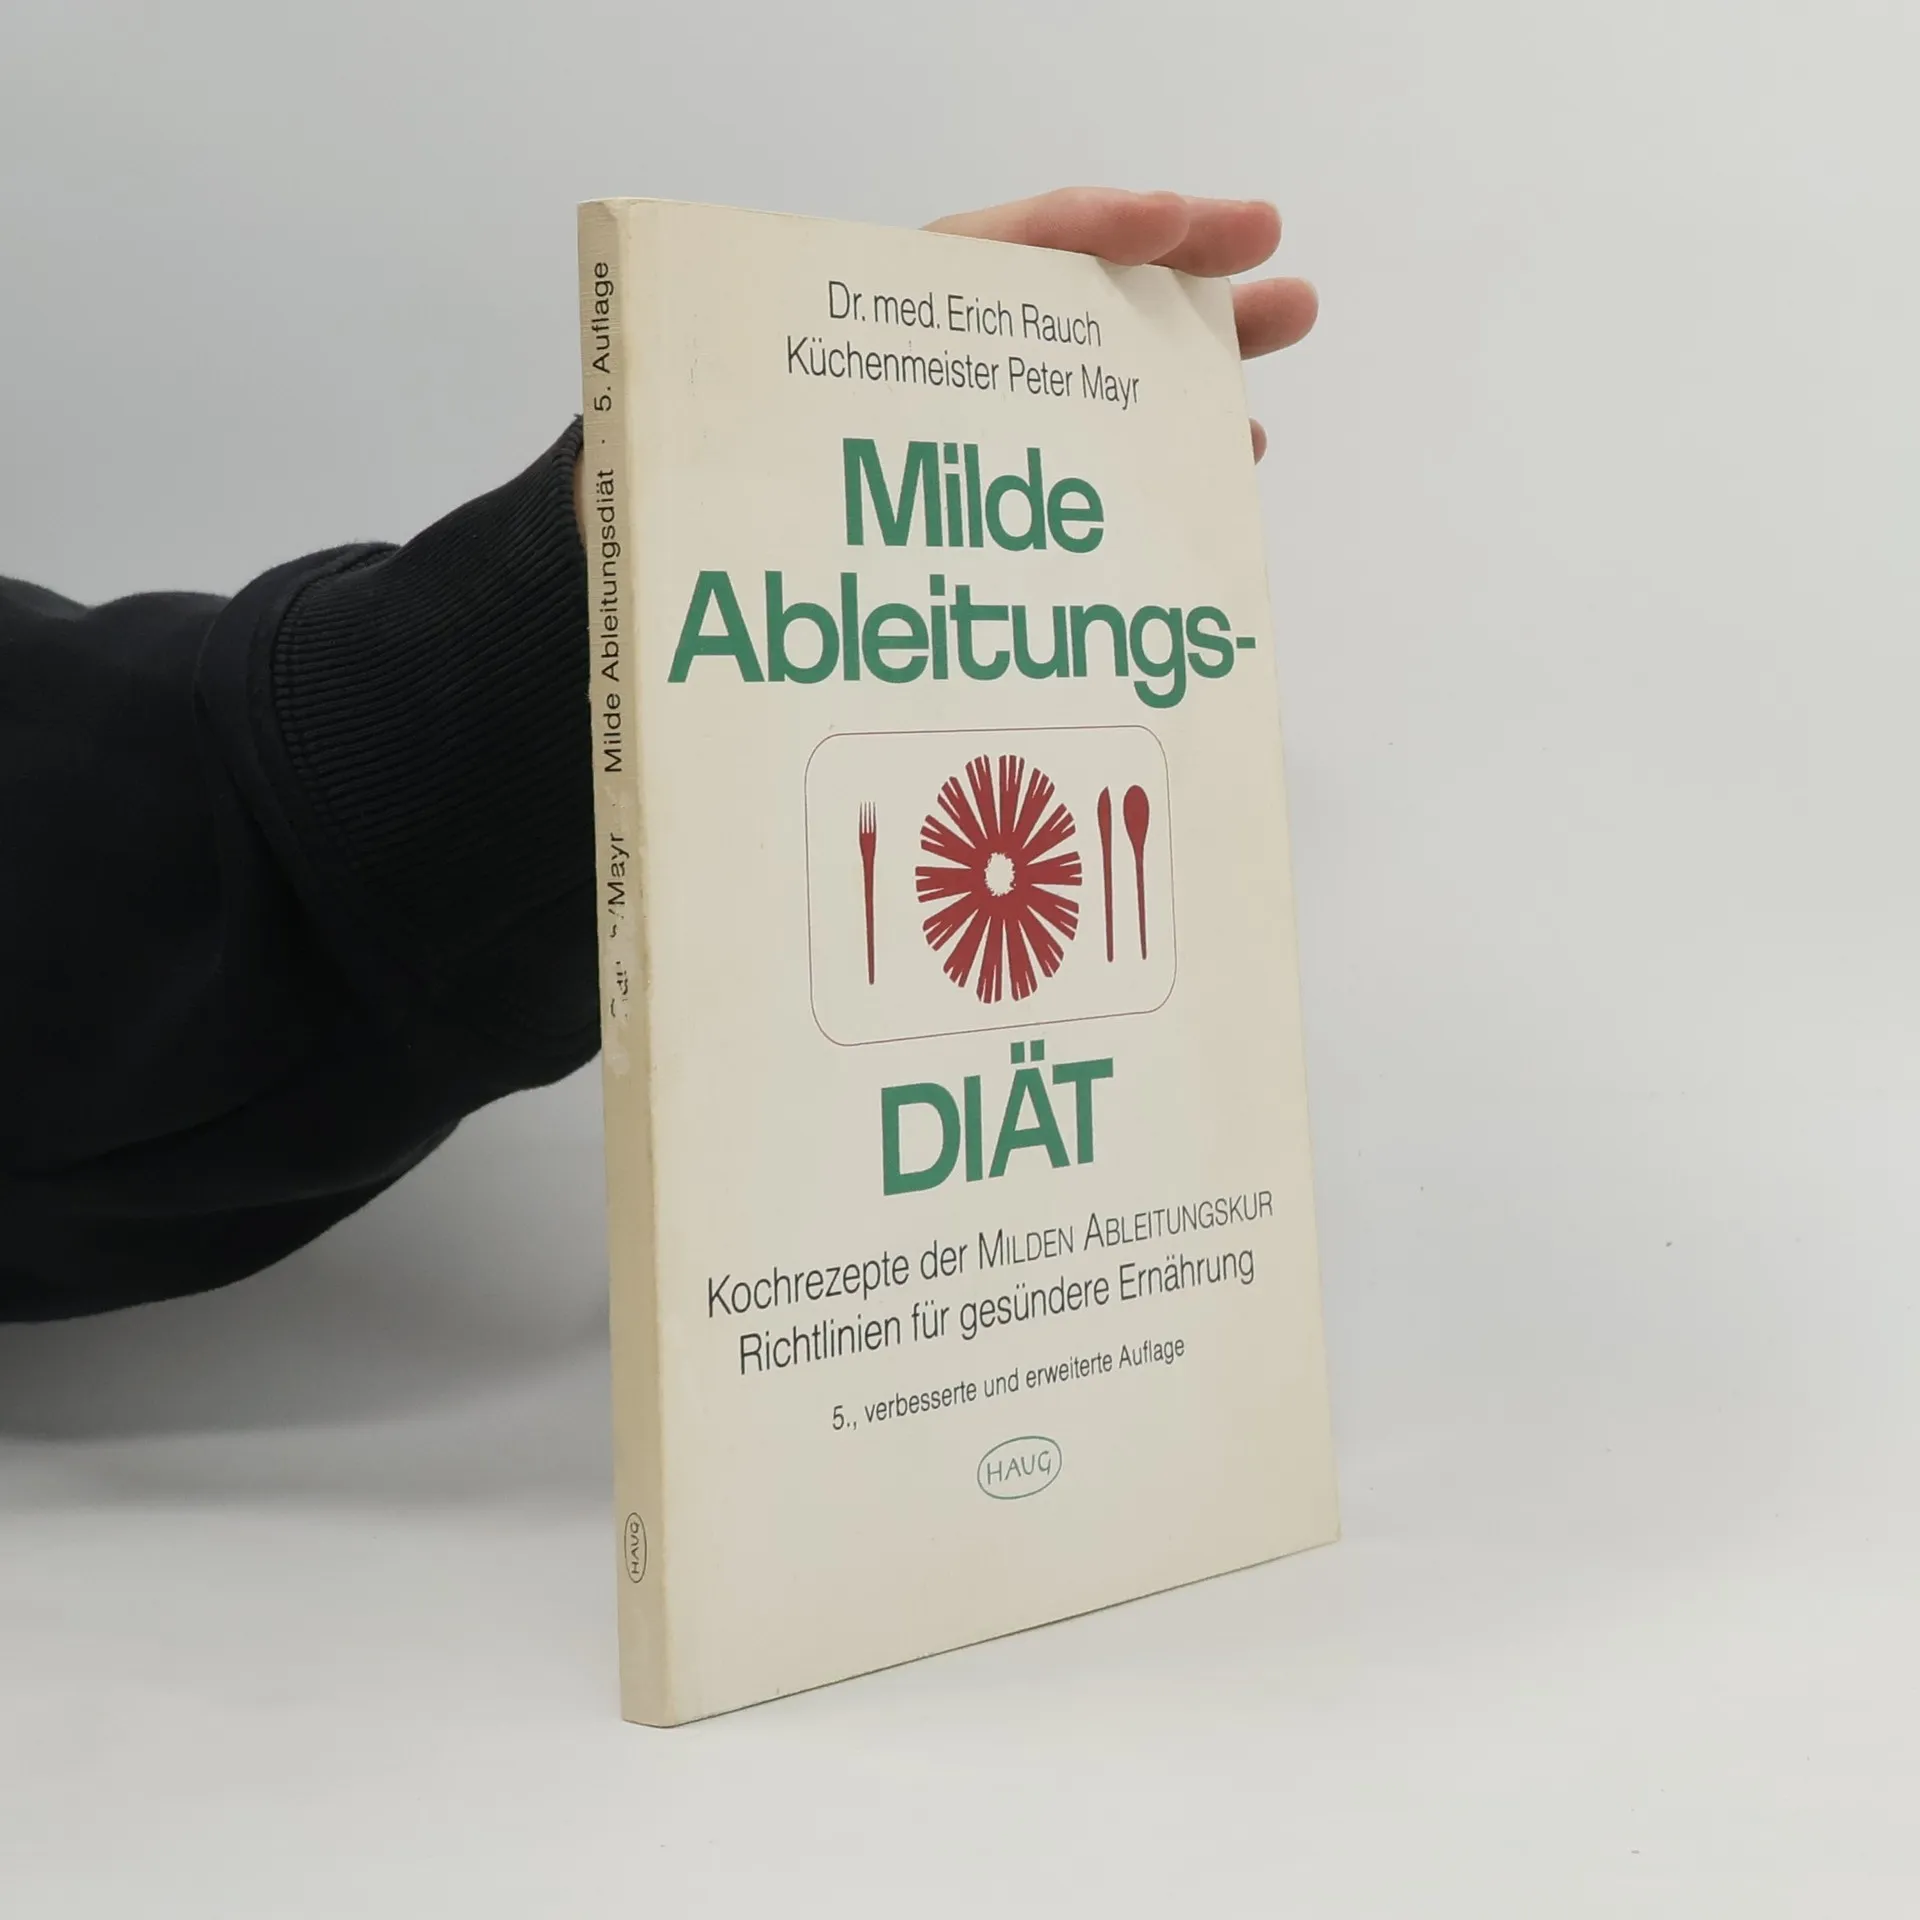 Dr. med. Erich Rauch
Küchenmeister Peter Mayr
Milde
Ableitungs-
DIÄT
Kochrezepte der MILDEN ABLEITUNGSKUR
Richtlinien für gesündere Ernährung
5., verbesserte und erweiterte Auflage
HAUG
/Mayr Milde Ableitungsdiät · 5. Auflage
HAUG